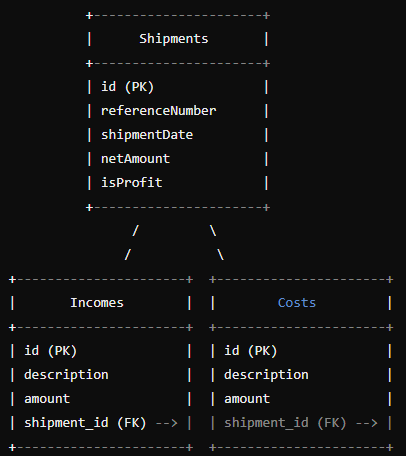 +----------------------+
|      Shipments       |
+----------------------+
| id (PK)              |
| referenceNumber      |
| shipmentDate         |
| netAmount            |
| isProfit             |
+----------------------+
/         \
/           \
+----------------------+  +----------------------+
|       Incomes        |  |        Costs         |
+----------------------+  +----------------------+
| id (PK)              |  | id (PK)              |
| description          |  | description          |
| amount               |  | amount               |
| shipment_id (FK) --> |  | shipment_id (FK) --> |
+----------------------+  +----------------------+